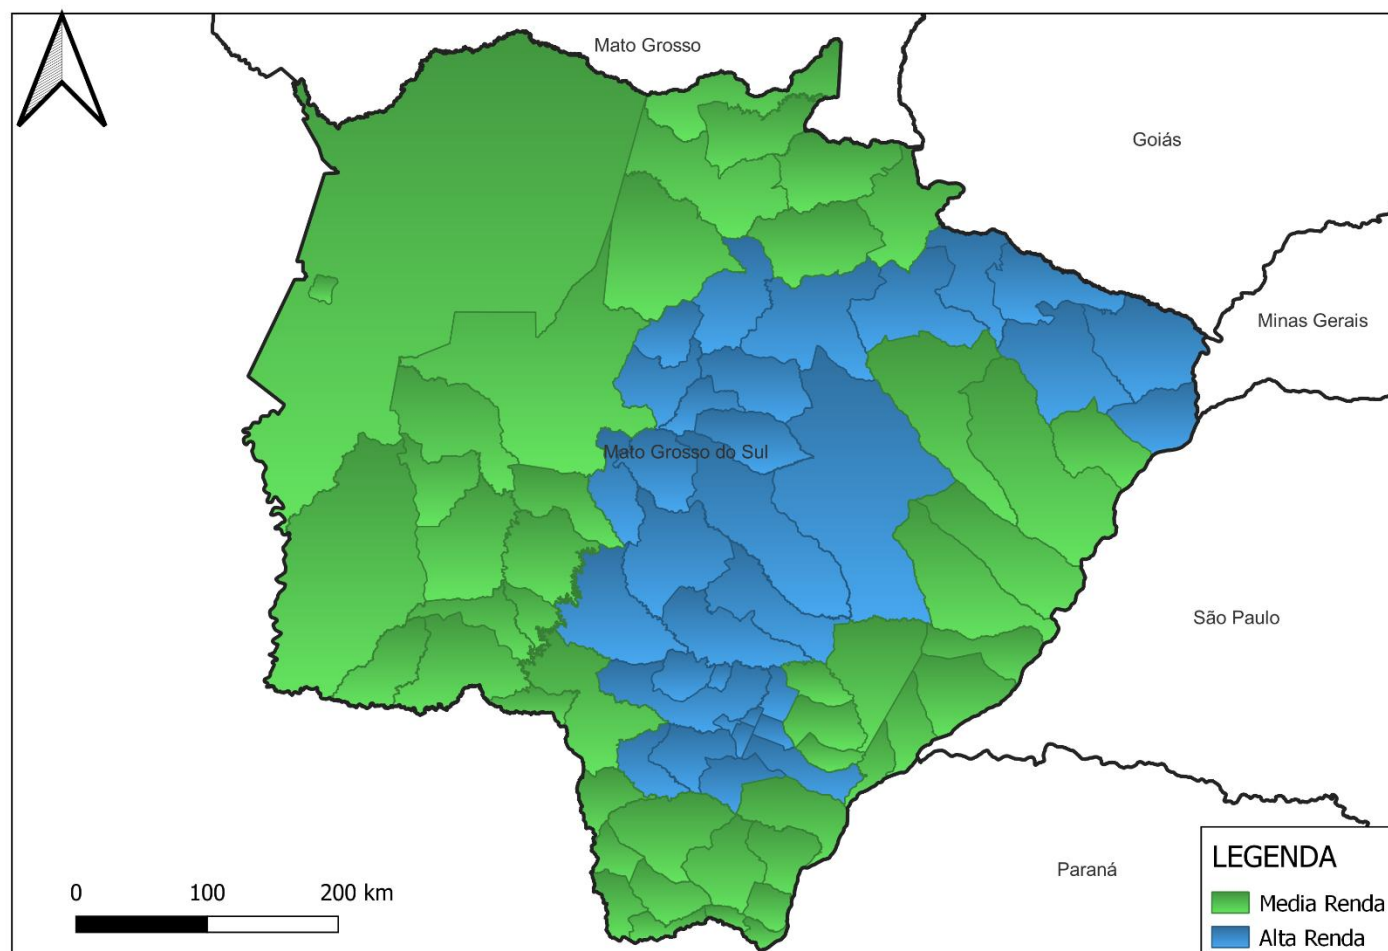 Mato Grosso
Goiás
Minas Gerais
Mato Grosso do Sul
São Paulo
Paraná
0 100 200 km
LEGENDA
Media Renda
Alta Renda